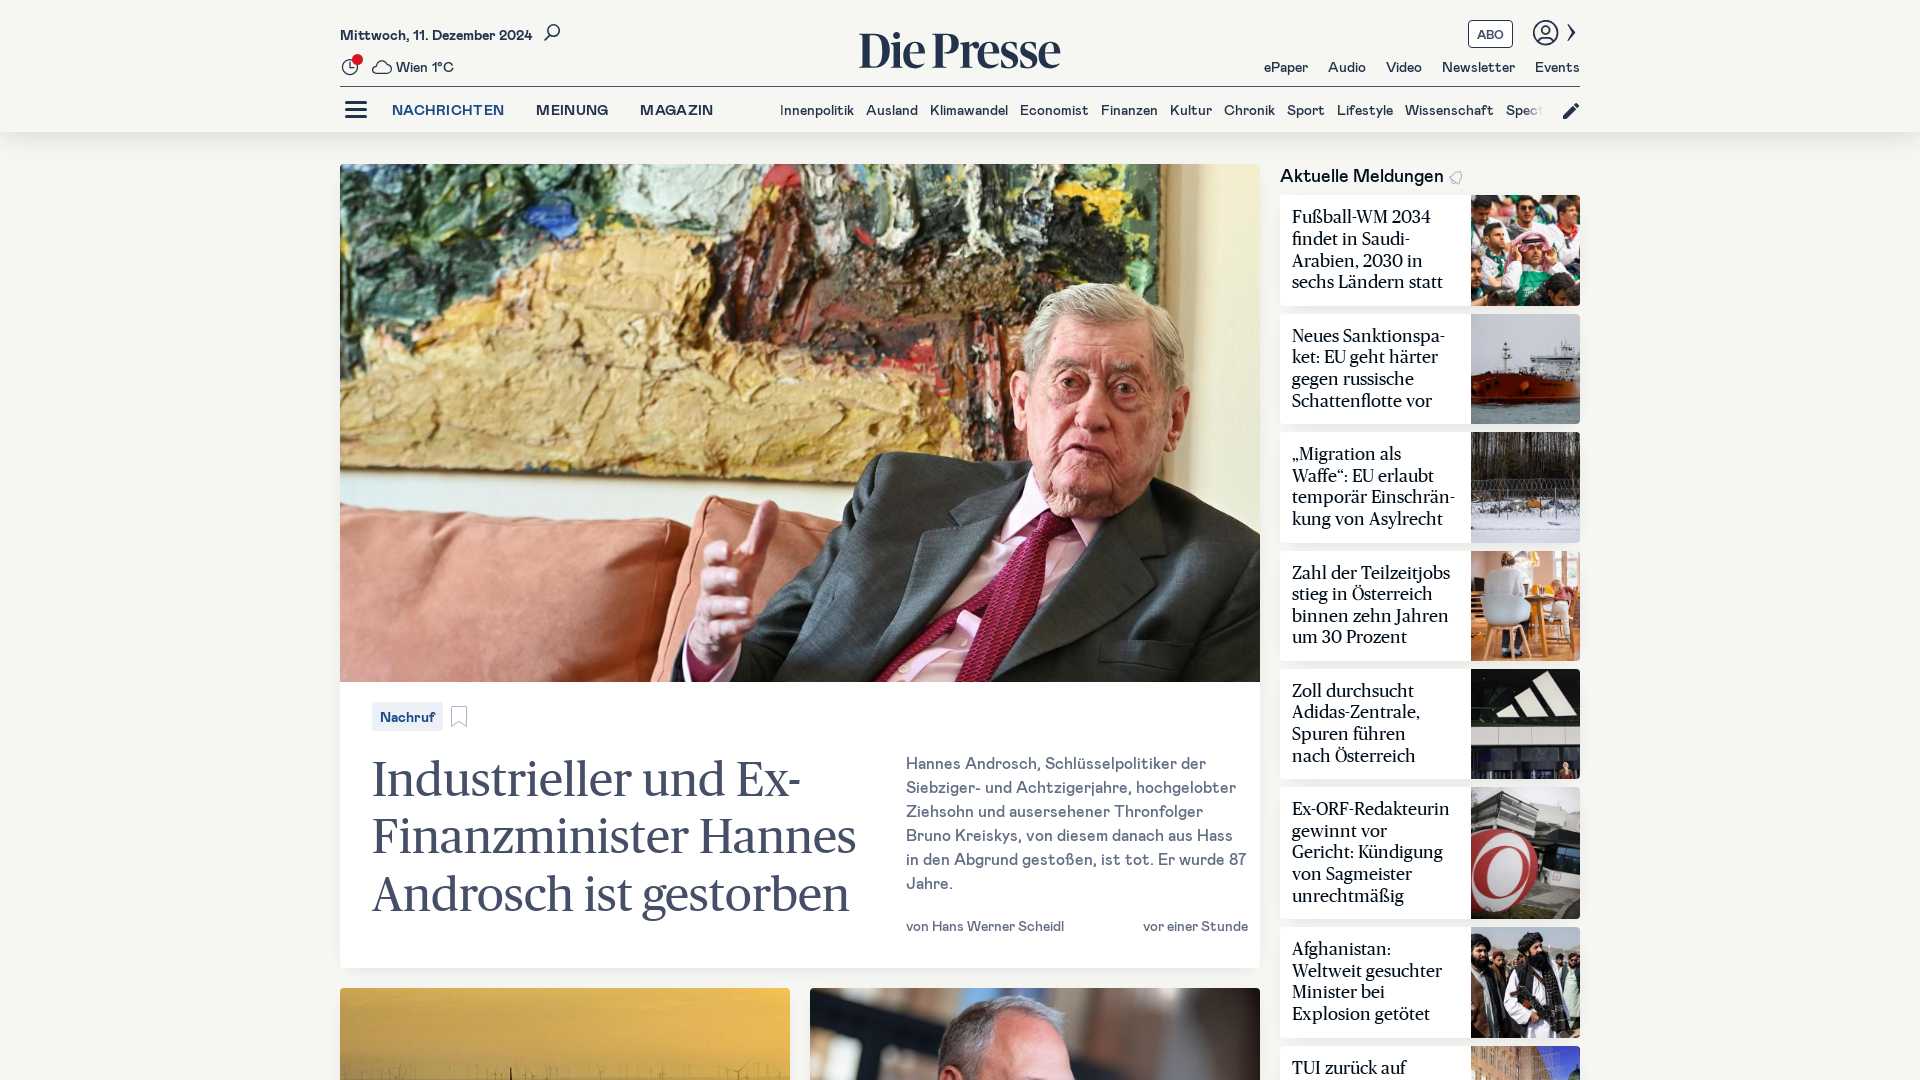 Mittwoch, 11. Dezember 2024
Wien 1°C
Die Presse
ABO
ePaper Audio Video Newsletter Events
NACHRICHTEN MEINUNG MAGAZIN
Innenpolitik Ausland Klimawandel Economist Finanzen Kultur Chronik Sport Lifestyle Wissenschaft Spect
Nachruf
Industrieller und Ex-
Finanzminister Hannes
Androsch ist gestorben
Hannes Androsch, Schlüsselpolitiker der
Siebziger- und Achtzigerjahre, hochgelobter
Ziehsohn und ausersehener Thronfolger
Bruno Kreiskys, von diesem danach aus Hass
in den Abgrund gestoßen, ist tot. Er wurde 87
Jahre.
von Hans Werner Scheidl
vor einer Stunde
Aktuelle Meldungen
Fußball-WM 2034
findet in Saudi-
Arabien, 2030 in
sechs Ländern statt
Neues Sanktionspa-
ket: EU geht härter
gegen russische
Schattenflotte vor
„Migration als
Waffe“: EU erlaubt
temporär Einschrän-
kung von Asylrecht
Zahl der Teilzeitjobs
stieg in Österreich
binnen zehn Jahren
um 30 Prozent
Zoll durchsucht
Adidas-Zentrale,
Spuren führen
nach Österreich
Ex-ORF-Redakteurin
gewinnt vor
Gericht: Kündigung
von Sagmeister
unrechtmäßig
Afghanistan:
Weltweit gesuchter
Minister bei
Explosion getötet
TUI zurück auf